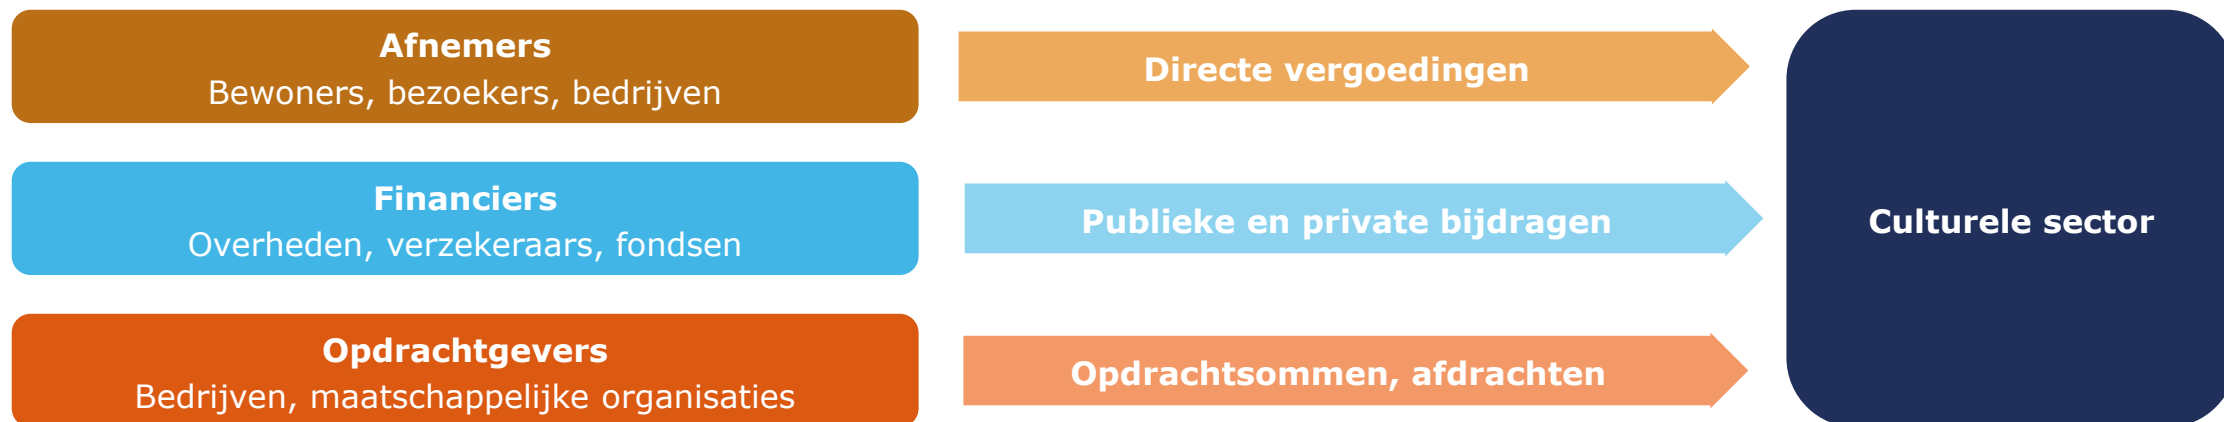 Afnemers
Bewoners, bezoekers, bedrijven
Directe vergoedingen
Financiers
Overheden, verzekeraars, fondsen
Publieke en private bijdragen
Culturele sector
Opdrachtgevers
Bedrijven, maatschappelijke organisaties
Opdrachtsommen, afdrachten